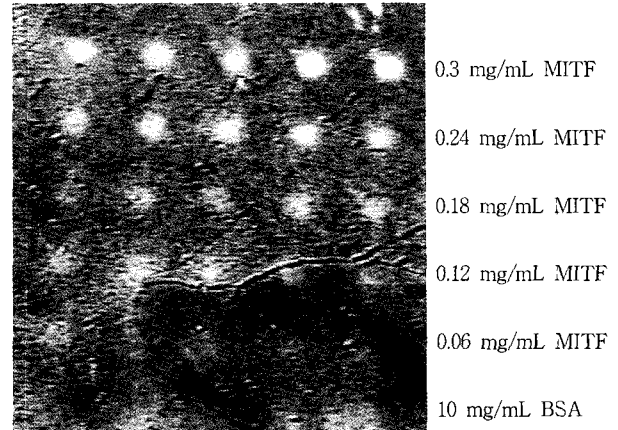 0.3 mg/mL MITF
0.24 mg/mL MITF
0.18 mg/mL MITF
0.12 mg/mL MITF
0.06 mg/mL MITF
10 mg/mL BSA